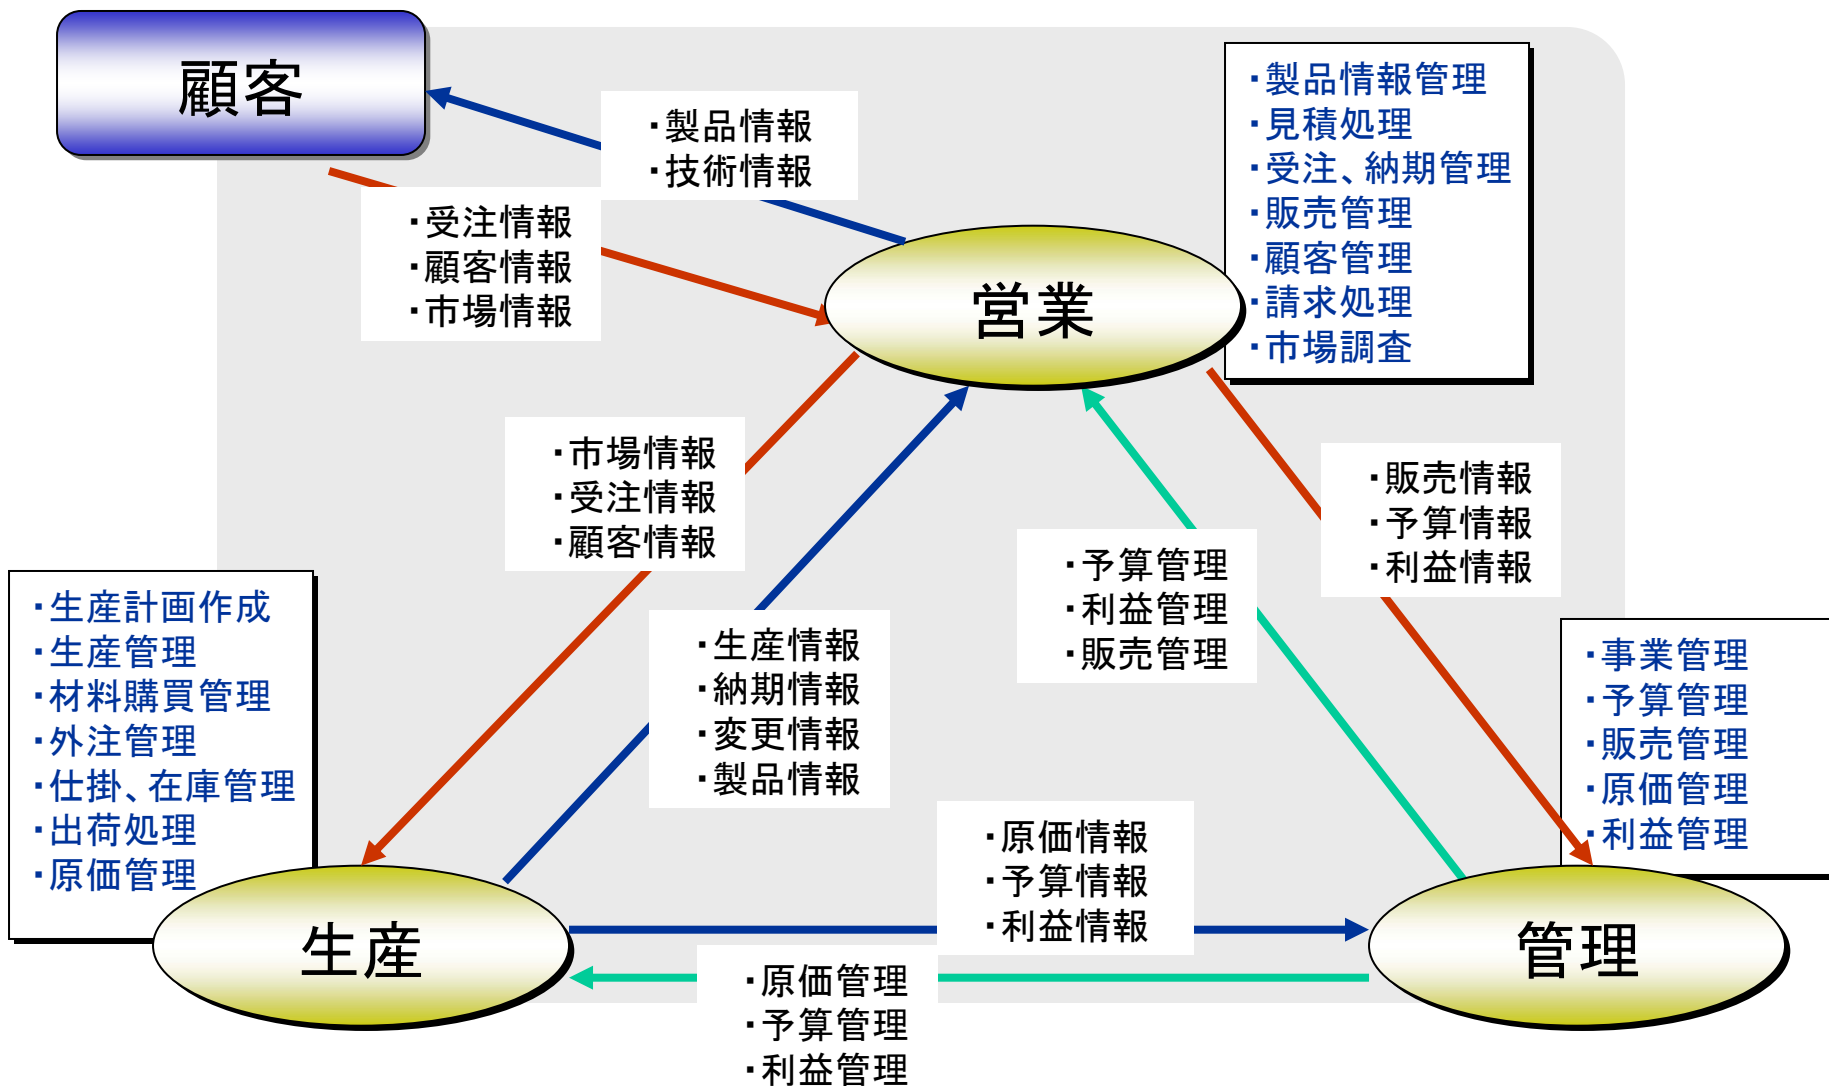 顧客
・製品情報
・技術情報
・受注情報
・顧客情報
・市場情報
営業
・製品情報管理
・見積処理
・受注、納期管理
・販売管理
・顧客管理
・請求処理
・市場調査
・市場情報
・受注情報
・顧客情報
・販売情報
・予算情報
・利益情報
・予算管理
・利益管理
・販売管理
・生産計画作成
・生産管理
・材料購買管理
・外注管理
・仕掛、在庫管理
・出荷処理
・原価管理
・生産情報
・納期情報
・変更情報
・製品情報
・事業管理
・予算管理
・販売管理
・原価管理
・利益管理
・原価情報
・予算情報
・利益情報
生産
管理
・原価管理
・予算管理
・利益管理